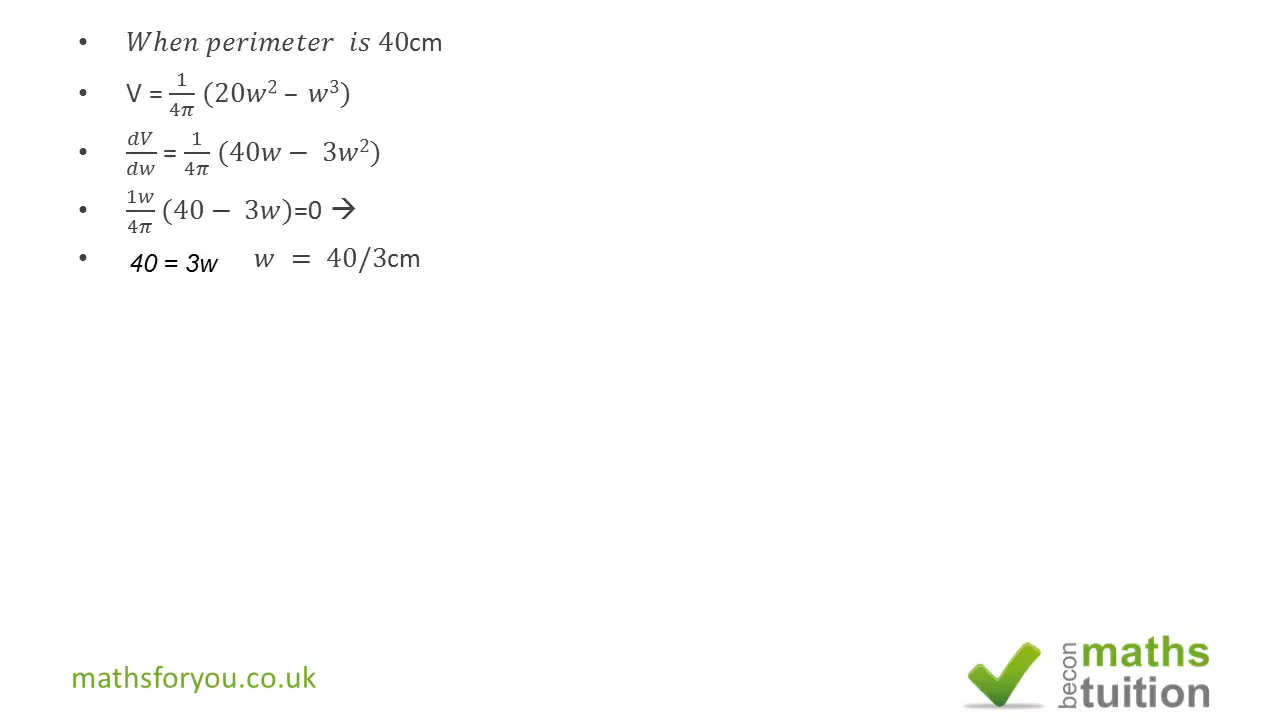 • When perimeter is 40cm
• V = 1/4π (20w² – w³)
• dV/dw = 1/4π (40w − 3w²)
• 1w/4π (40 − 3w)=0 →
• 40 = 3w w = 40/3cm
mathsforyou.co.uk
becon maths tuition